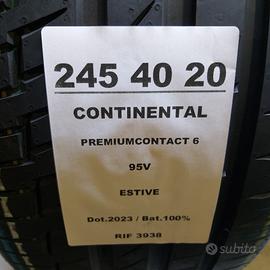 245 40 20
CONTINENTAL
PREMIUMCONTACT 6
95V
ESTIVE
Dot.2023 / Bat.100%
RIF 3938
subito